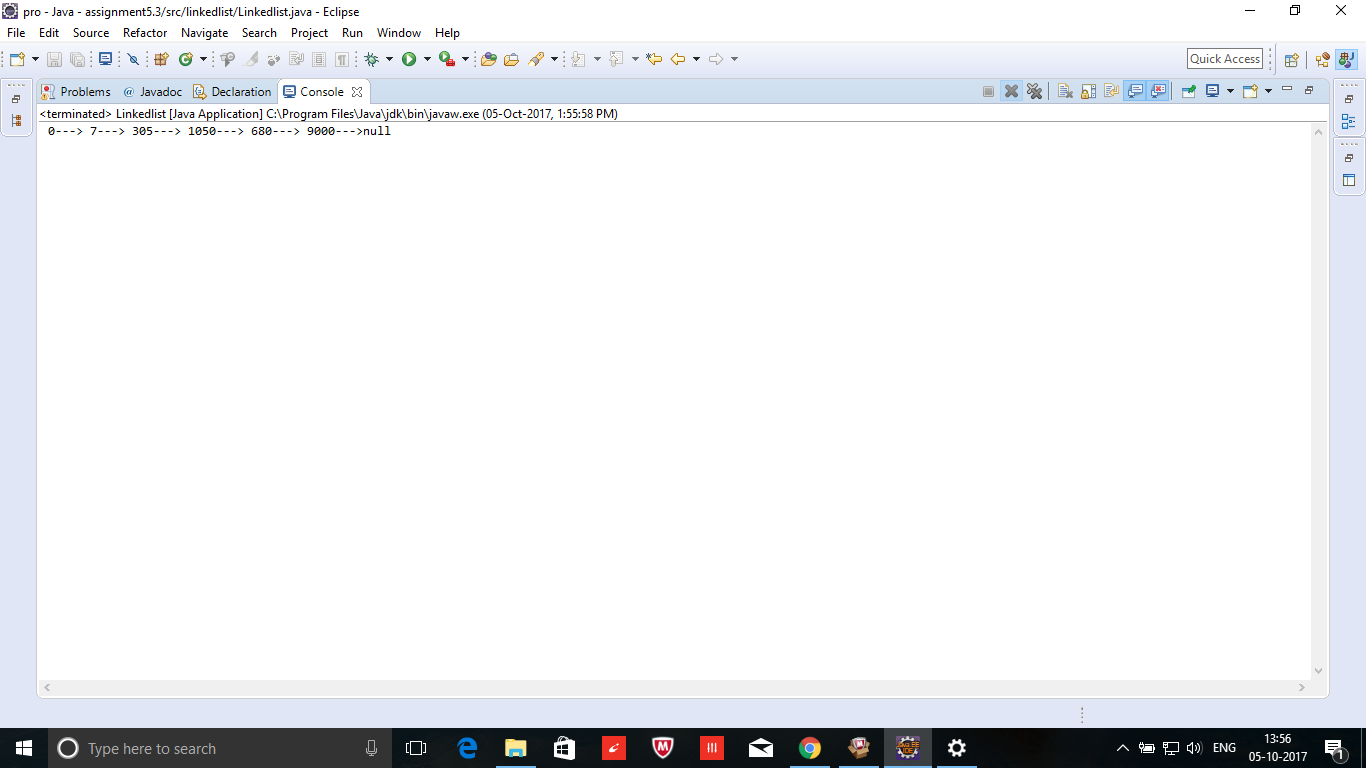 pro - Java - assignment5.3/src/linkedlist/Linkedlist.java - Eclipse
File Edit Source Refactor Navigate Search Project Run Window Help
Quick Access
Problems @ Javadoc Declaration Console
<terminated> Linkedlist [Java Application] C:\Program Files\Java\jdk\bin\javaw.exe (05-Oct-2017, 1:55:58 PM)
0---> 7---> 305---> 1050---> 680---> 9000--->null
Type here to search
ENG
13:56
05-10-2017
1